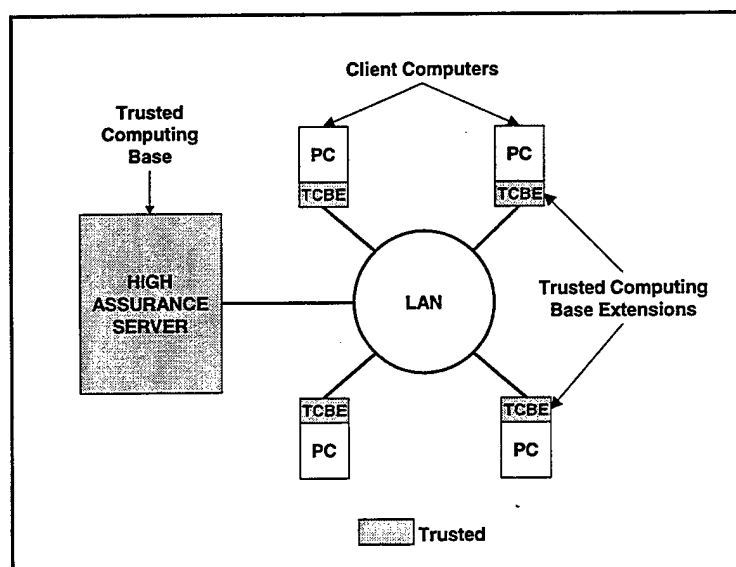 Client Computers
Trusted
Computing
Base
PC
TCBE
PC
TCBE
HIGH
ASSURANCE
SERVER
LAN
Trusted Computing
Base Extensions
TCBE
PC
TCBE
PC
Trusted